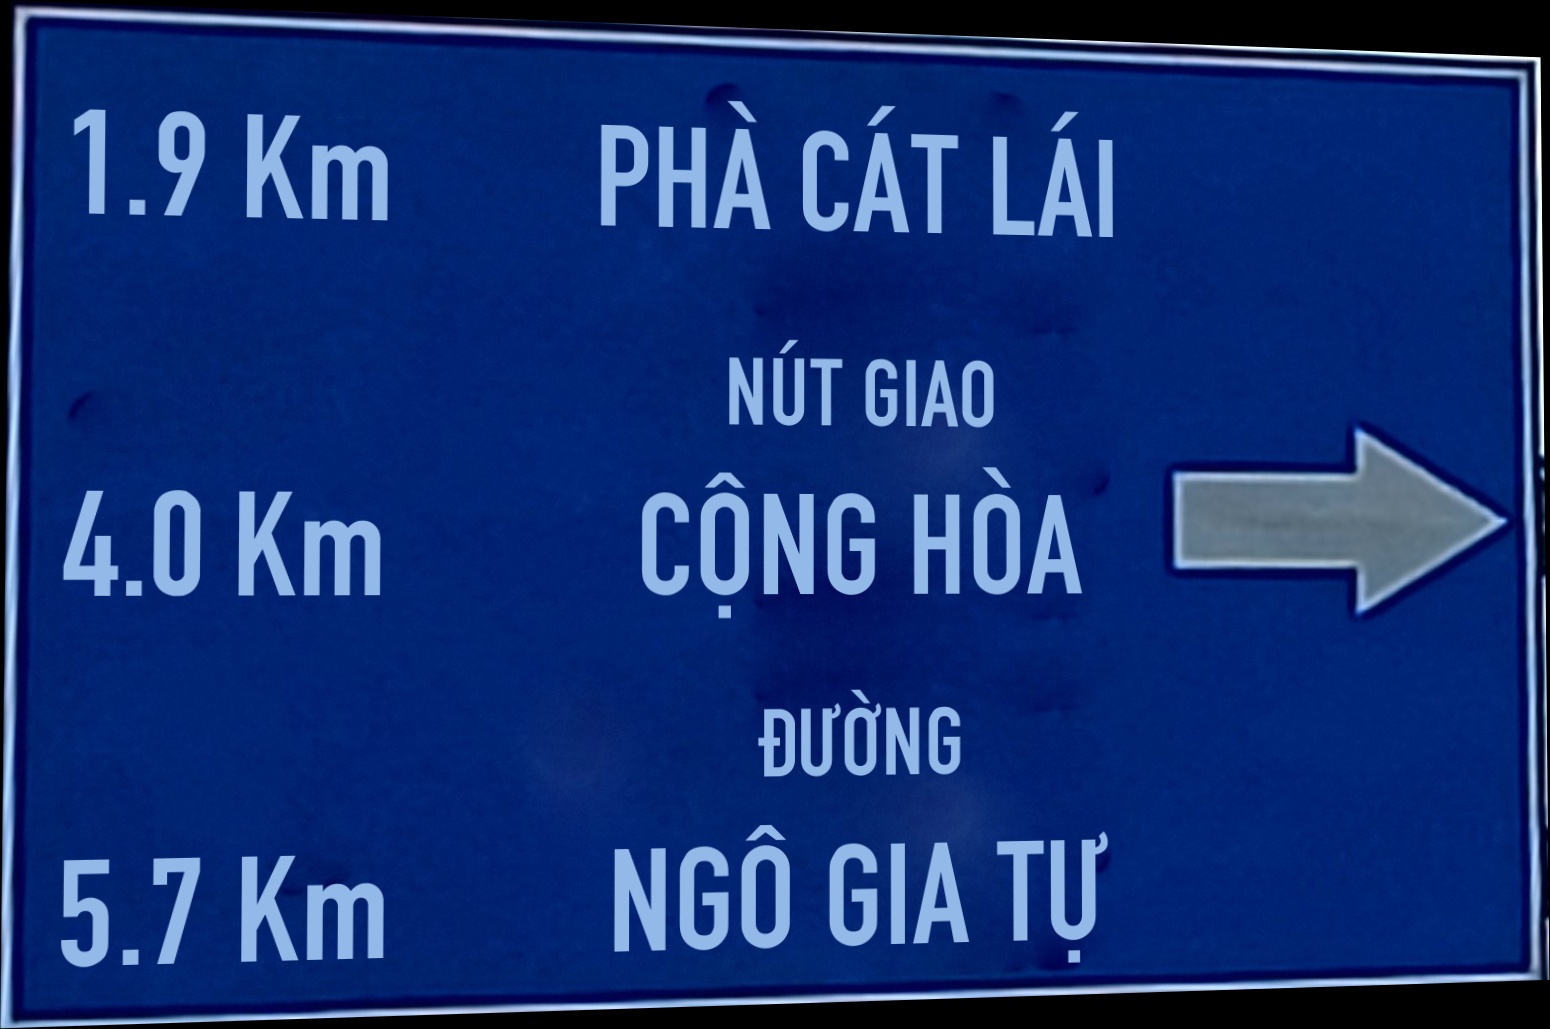 1.9 Km PHÀ CÁT LÁI
NÚT GIAO
4.0 Km CỘNG HÒA
ĐƯỜNG
5.7 Km NGÔ GIA TỰ